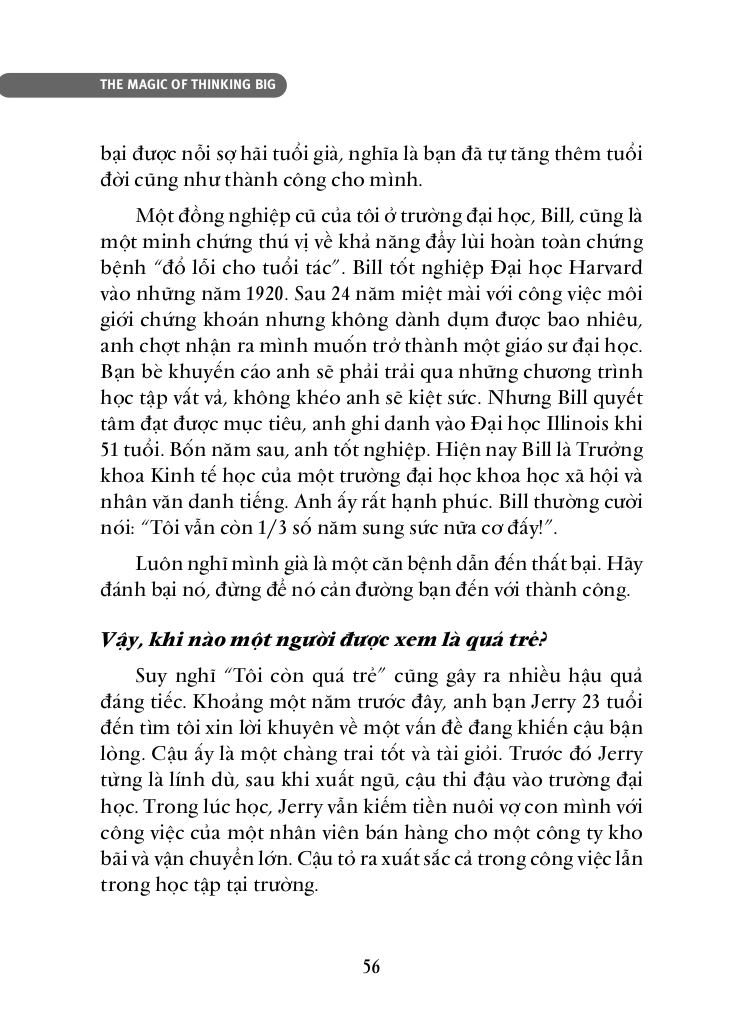 THE MAGIC OF THINKING BIG
bại được nỗi sợ hãi tuổi già, nghĩa là bạn đã tự tăng thêm tuổi
đời cũng như thành công cho mình.
Một đồng nghiệp cũ của tôi ở trường đại học, Bill, cũng là
một minh chứng thú vị về khả năng đẩy lùi hoàn toàn chứng
bệnh “đổ lỗi cho tuổi tác”. Bill tốt nghiệp Đại học Harvard
vào những năm 1920. Sau 24 năm miệt mài với công việc môi
giới chứng khoán nhưng không dành dụm được bao nhiêu,
anh chợt nhận ra mình muốn trở thành một giáo sư đại học.
Bạn bè khuyến cáo anh sẽ phải trải qua những chương trình
học tập vất vả, không khéo anh sẽ kiệt sức. Nhưng Bill quyết
tâm đạt được mục tiêu, anh ghi danh vào Đại học Illinois khi
51 tuổi. Bốn năm sau, anh tốt nghiệp. Hiện nay Bill là Trưởng
khoa Kinh tế học của một trường đại học khoa học xã hội và
nhân văn danh tiếng. Anh ấy rất hạnh phúc. Bill thường cười
nói: “Tôi vẫn còn 1/3 số năm sung sức nữa cơ đấy!”.
Luôn nghĩ mình già là một căn bệnh dẫn đến thất bại. Hãy
đánh bại nó, đừng để nó cản đường bạn đến với thành công.
Vậy, khi nào một người được xem là quá trẻ?
Suy nghĩ “Tôi còn quá trẻ” cũng gây ra nhiều hậu quả
đáng tiếc. Khoảng một năm trước đây, anh bạn Jerry 23 tuổi
đến tìm tôi xin lời khuyên về một vấn đề đang khiến cậu bận
lòng. Cậu ấy là một chàng trai tốt và tài giỏi. Trước đó Jerry
từng là lính dù, sau khi xuất ngũ, cậu thi đậu vào trường đại
học. Trong lúc học, Jerry vẫn kiếm tiền nuôi vợ con mình với
công việc của một nhân viên bán hàng cho một công ty kho
bãi và vận chuyển lớn. Cậu tỏ ra xuất sắc cả trong công việc lẫn
trong học tập tại trường.
56